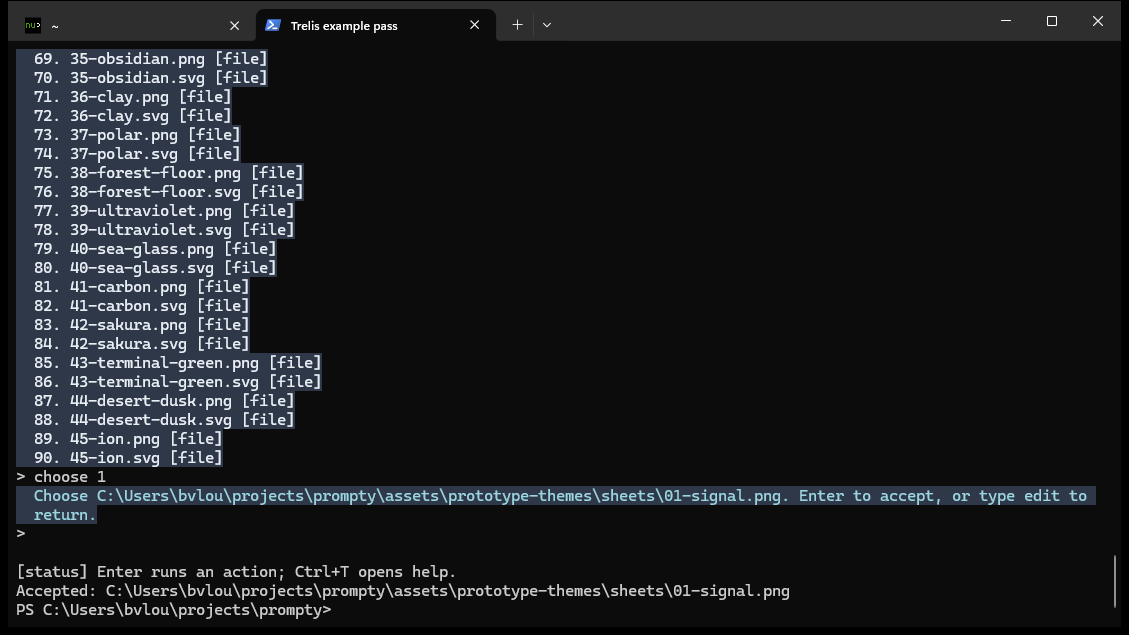 ~
Trelis example pass
69. 35-obsidian.png [file]
70. 35-obsidian.svg [file]
71. 36-clay.png [file]
72. 36-clay.svg [file]
73. 37-polar.png [file]
74. 37-polar.svg [file]
75. 38-forest-floor.png [file]
76. 38-forest-floor.svg [file]
77. 39-ultraviolet.png [file]
78. 39-ultraviolet.svg [file]
79. 40-sea-glass.png [file]
80. 40-sea-glass.svg [file]
81. 41-carbon.png [file]
82. 41-carbon.svg [file]
83. 42-sakura.png [file]
84. 42-sakura.svg [file]
85. 43-terminal-green.png [file]
86. 43-terminal-green.svg [file]
87. 44-desert-dusk.png [file]
88. 44-desert-dusk.svg [file]
89. 45-ion.png [file]
90. 45-ion.svg [file]
> choose 1
Choose C:\Users\bvlou\projects\prompty\assets\prototype-themes\sheets\01-signal.png. Enter to accept, or type edit to
return.
>
[status] Enter runs an action; Ctrl+T opens help.
Accepted: C:\Users\bvlou\projects\prompty\assets\prototype-themes\sheets\01-signal.png
PS C:\Users\bvlou\projects\prompty>